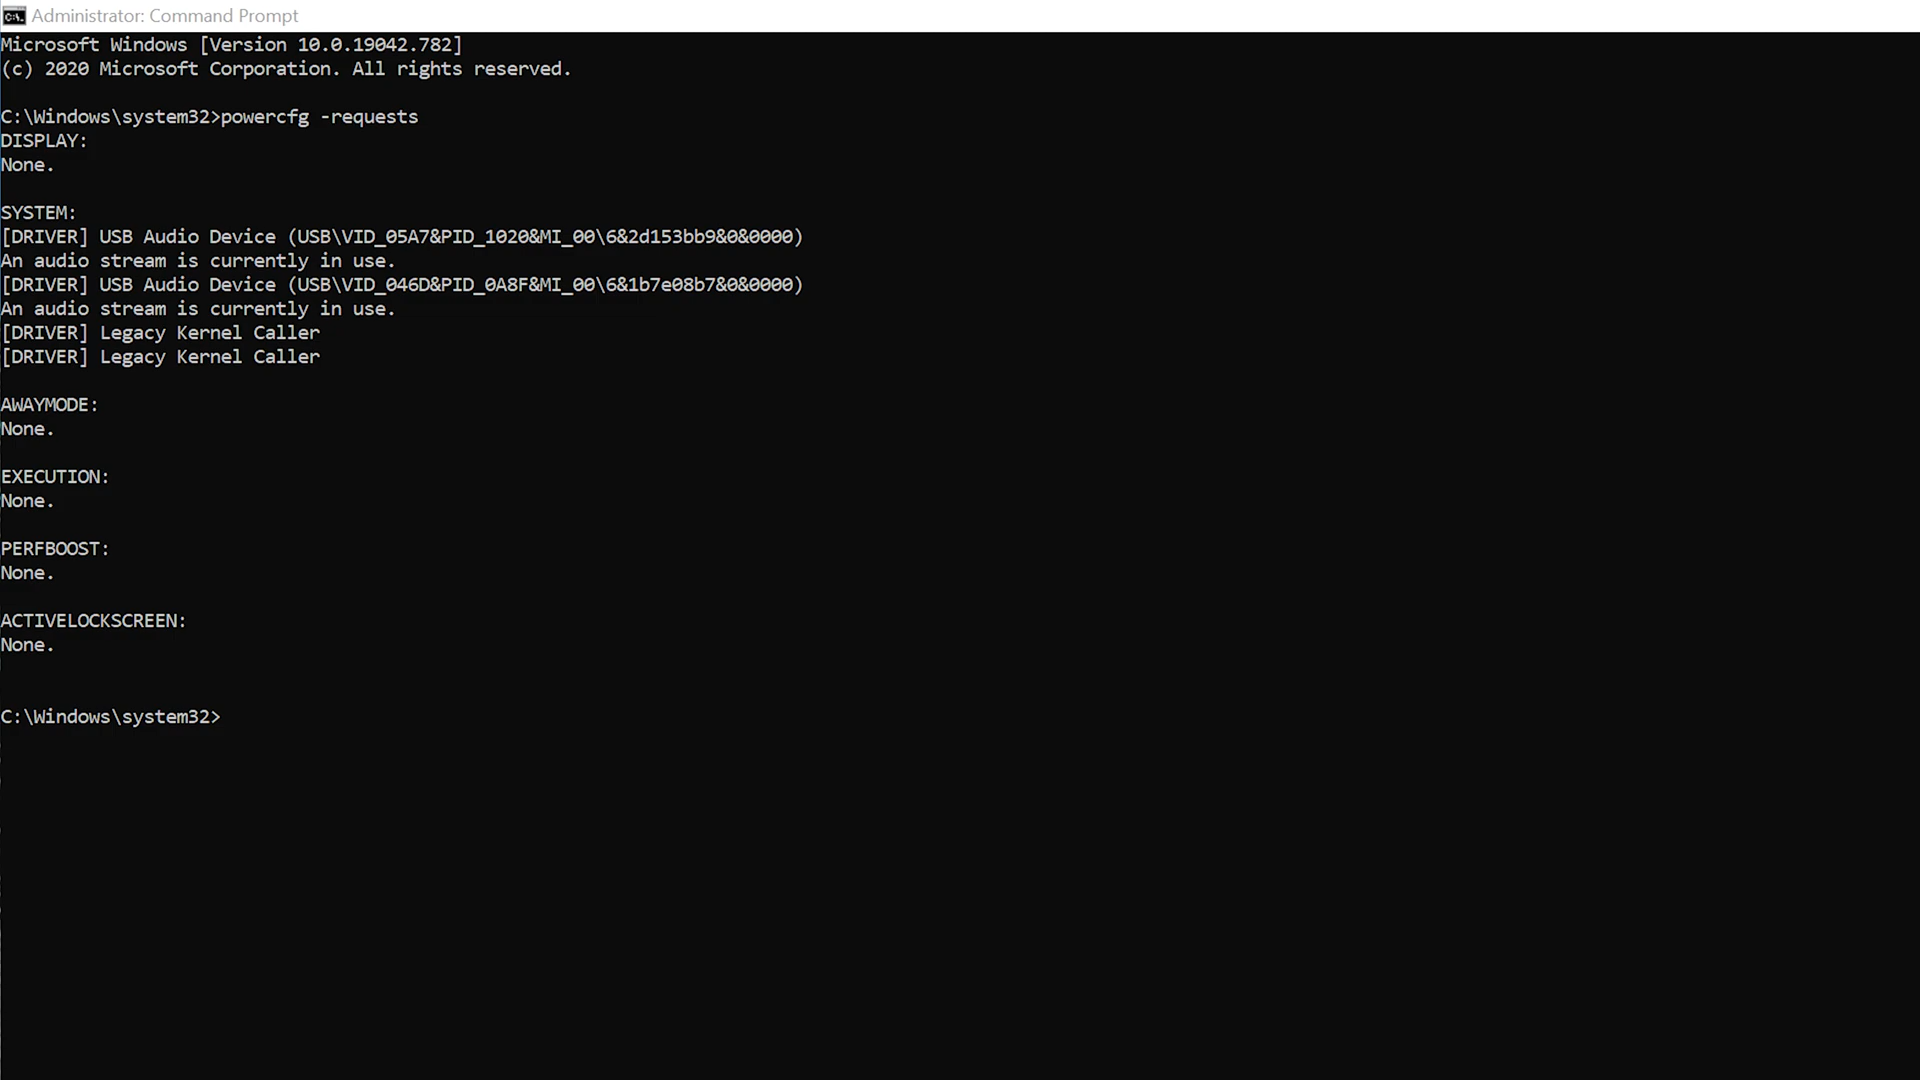 Administrator: Command Prompt
Microsoft Windows [Version 10.0.19042.782]
(c) 2020 Microsoft Corporation. All rights reserved.
C:\Windows\system32>powercfg -requests
DISPLAY:
None.
SYSTEM:
[DRIVER] USB Audio Device (USB\VID_05A7&PID_1020&MI_00\6&2d153bb9&0&0000)
An audio stream is currently in use.
[DRIVER] USB Audio Device (USB\VID_046D&PID_0A8F&MI_00\6&1b7e08b7&0&0000)
An audio stream is currently in use.
[DRIVER] Legacy Kernel Caller
[DRIVER] Legacy Kernel Caller
AWAYMODE:
None.
EXECUTION:
None.
PERFBOOST:
None.
ACTIVELOCKSCREEN:
None.
C:\Windows\system32>